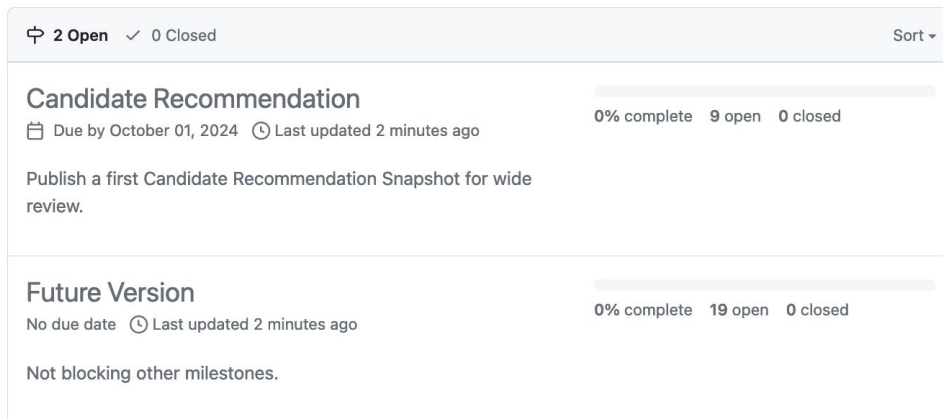 2 Open 0 Closed Sort
Candidate Recommendation
Due by October 01, 2024 Last updated 2 minutes ago
0% complete 9 open 0 closed
Publish a first Candidate Recommendation Snapshot for wide
review.
Future Version
No due date Last updated 2 minutes ago
0% complete 19 open 0 closed
Not blocking other milestones.